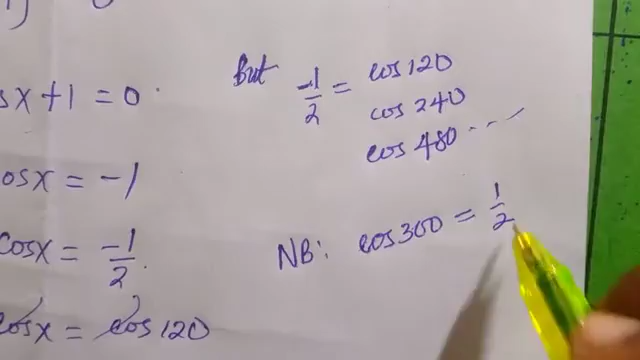 But -1/2 = cos 120
cos 240
cos 480 ---
sx + 1 = 0
osx = -1
cosx = -1/2
cosx = cos 120
NB: cos 300 = 1/2